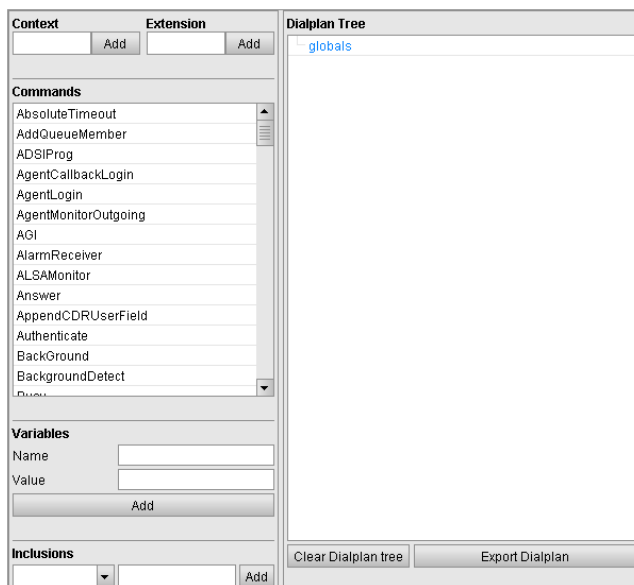 Context Extension
Add Add
Commands
AbsoluteTimeout
AddQueueMember
ADSIProg
AgentCallbackLogin
AgentLogin
AgentMonitorOutgoing
AGI
AlarmReceiver
ALSAMonitor
Answer
AppendCDRUserField
Authenticate
BackGround
BackgroundDetect
Variables
Name
Value
Add
Inclusions
Add
Dialplan Tree
globals
Clear Dialplan tree Export Dialplan